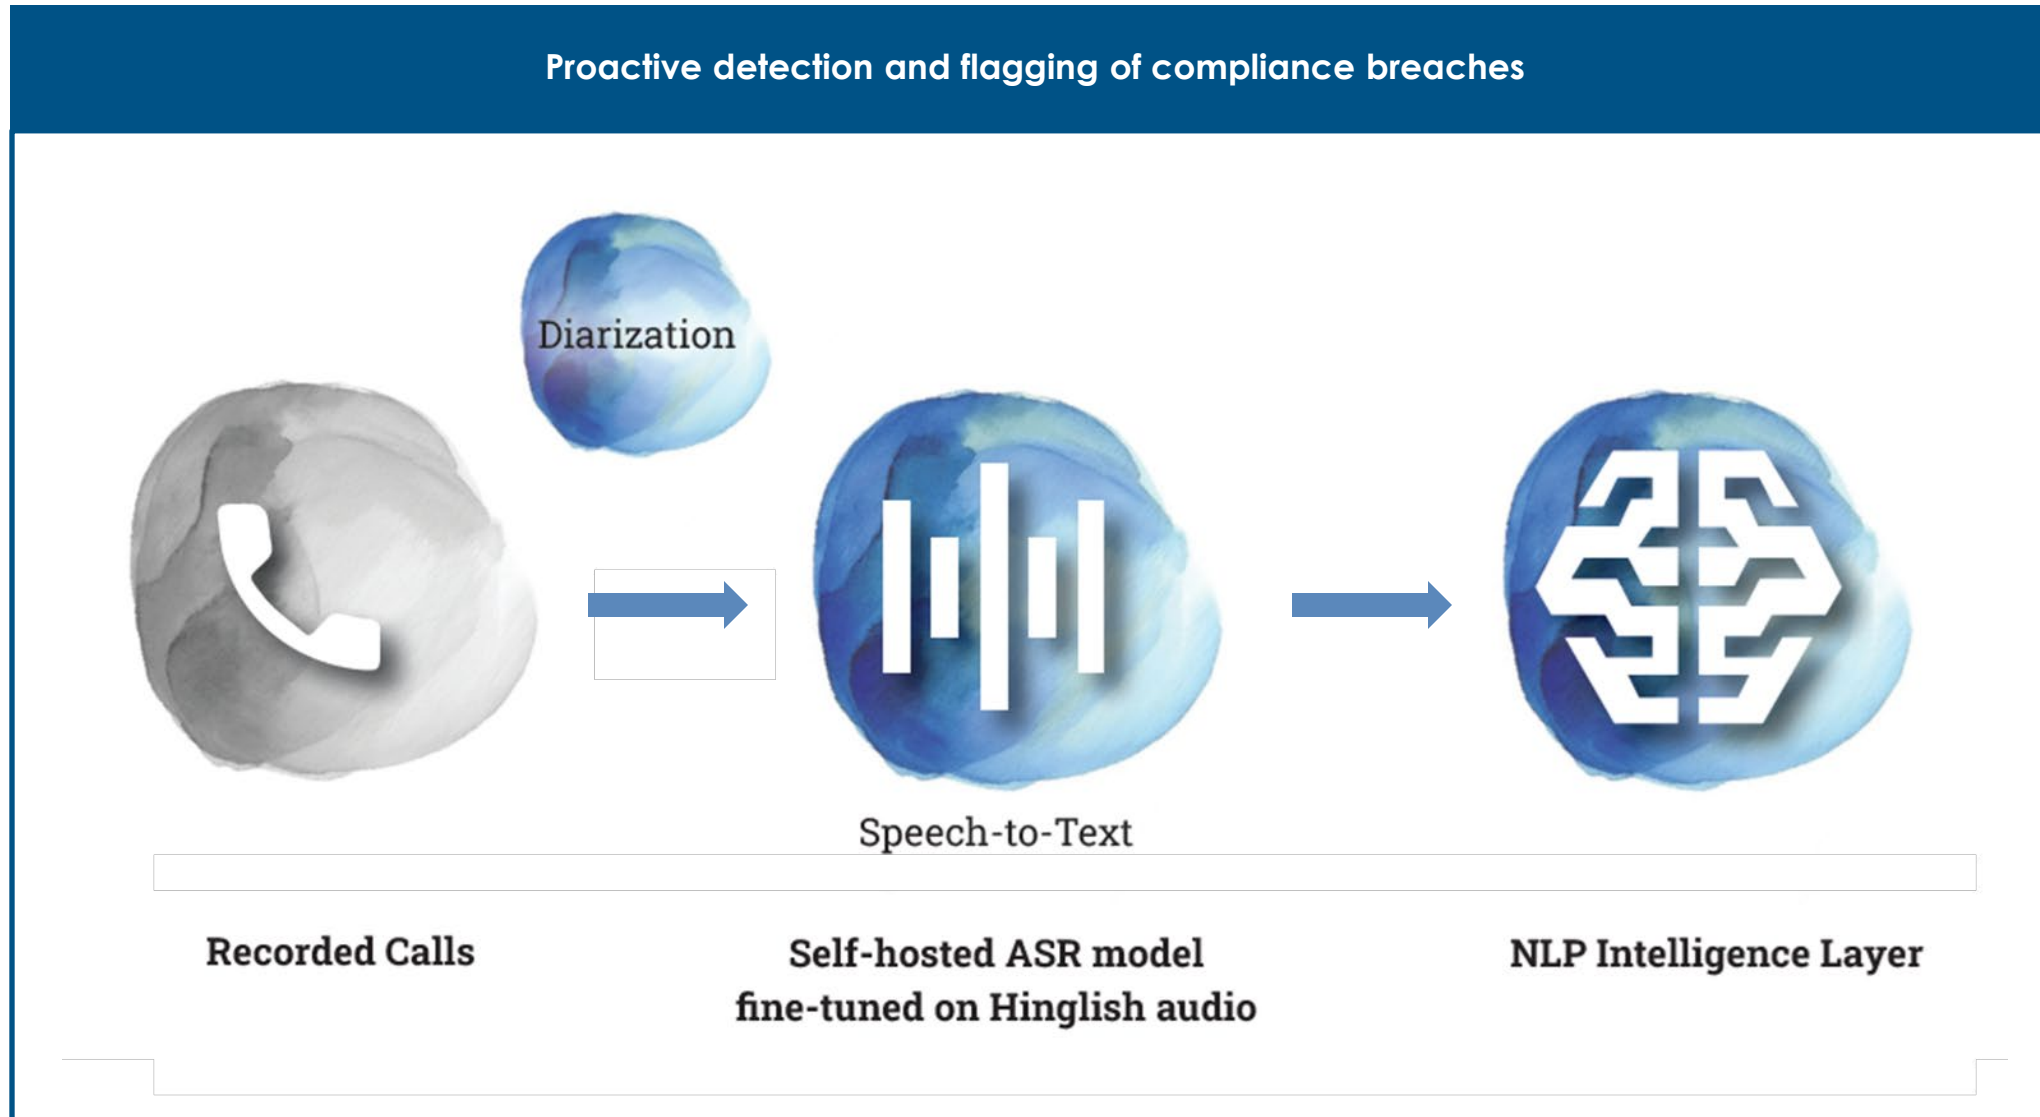 Proactive detection and flagging of compliance breaches
Diarization
Speech-to-Text
Recorded Calls
Self-hosted ASR model
fine-tuned on Hinglish audio
NLP Intelligence Layer